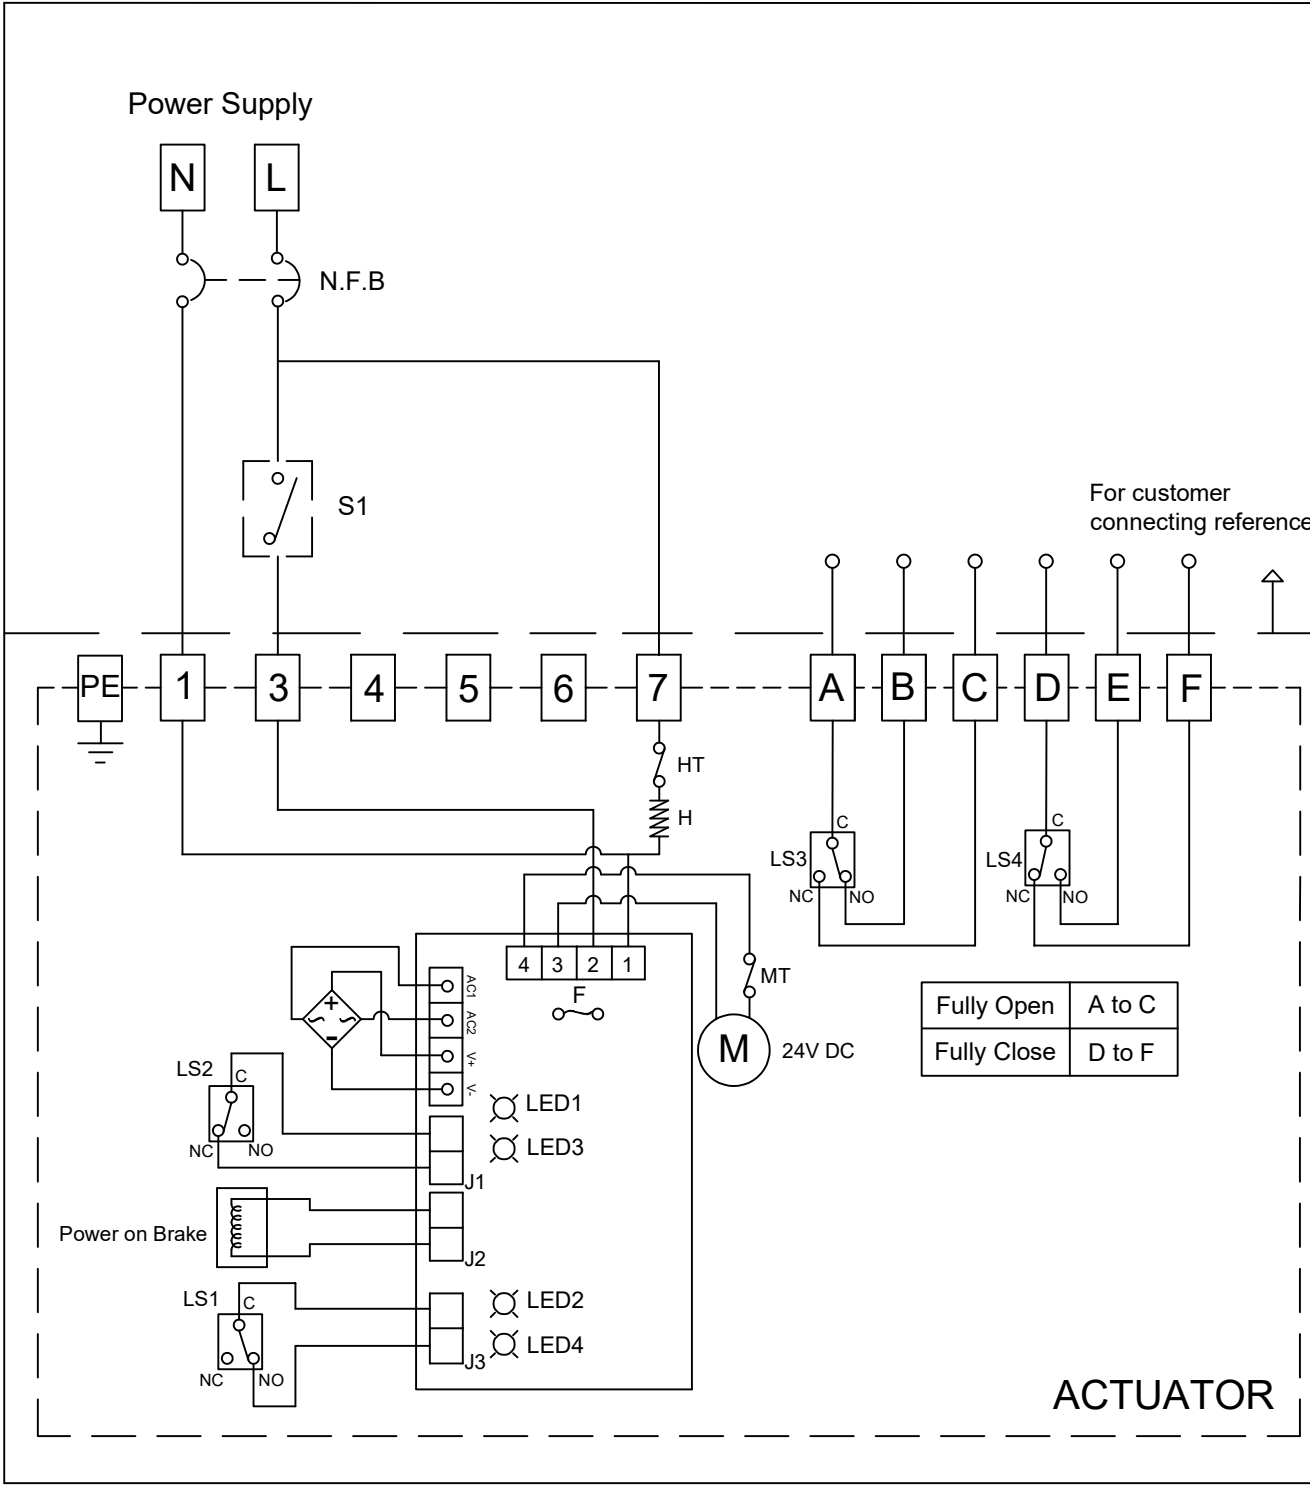 Power Supply
N L
N.F.B
S1
For customer
connecting reference
PE 1 3 4 5 6 7 A B C D E F
HT
H
C
C
LS3
LS4
NC NO
NC NO
4 3 2 1
F
AC1
AC2
V+
V-
+
-
MT
M 24V DC
Fully Open A to C
Fully Close D to F
LS2
C
NC NO
LED1
LED3
J1
Power on Brake
J2
LS1
C
NC NO
LED2
LED4
J3
ACTUATOR